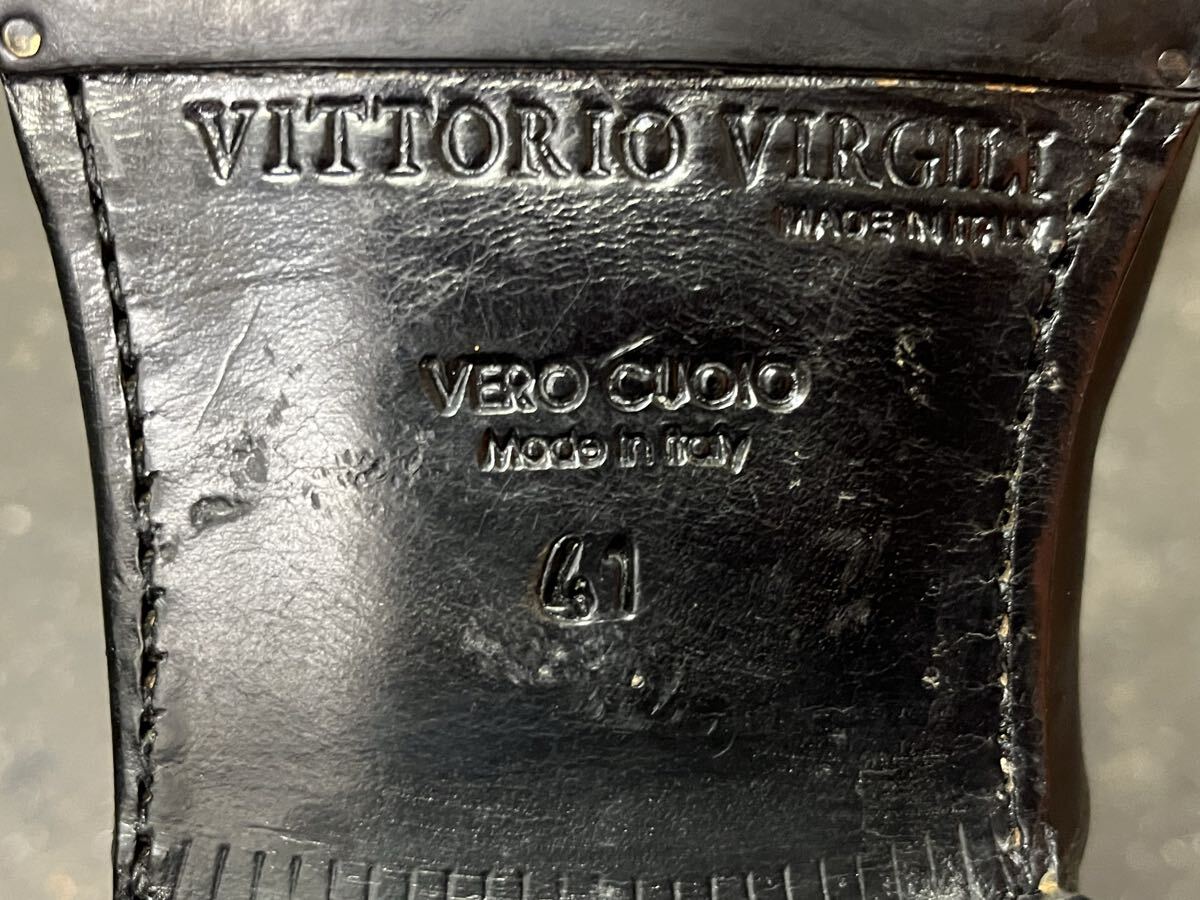 VITTORIO VIRGILI
MADE IN ITALY
VERO CUOIO
Made in Italy
41